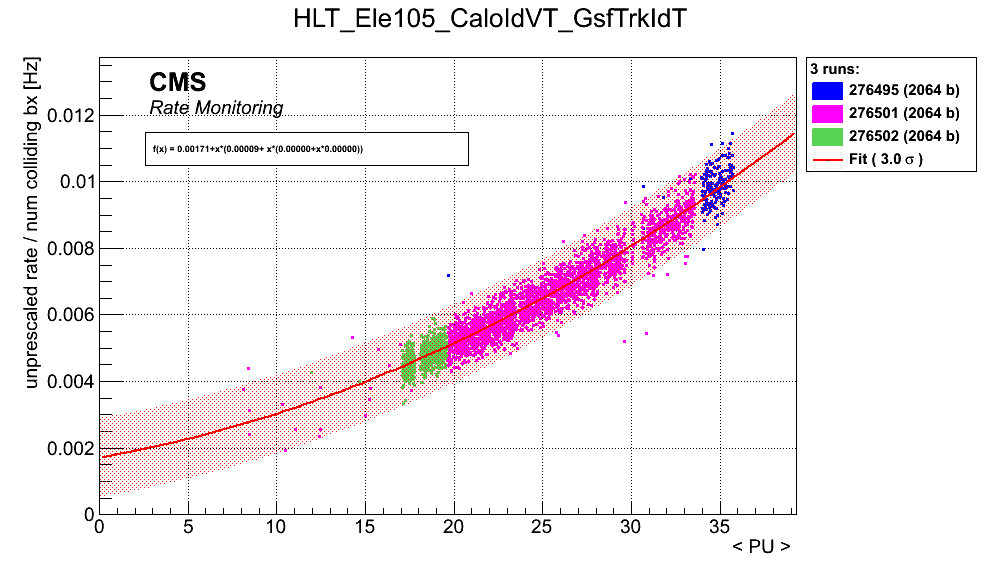 HLT_Ele105_CaloIdVT_GsfTrkIdT
unprescaled rate / num colliding bx [Hz]
CMS
Rate Monitoring
f(x) = 0.00171+x*(0.00009+ x*(0.00000+x*0.00000))
3 runs:
276495 (2064 b)
276501 (2064 b)
276502 (2064 b)
Fit ( 3.0 σ )
0.012
0.01
0.008
0.006
0.004
0.002
0
0 5 10 15 20 25 30 35
< PU >